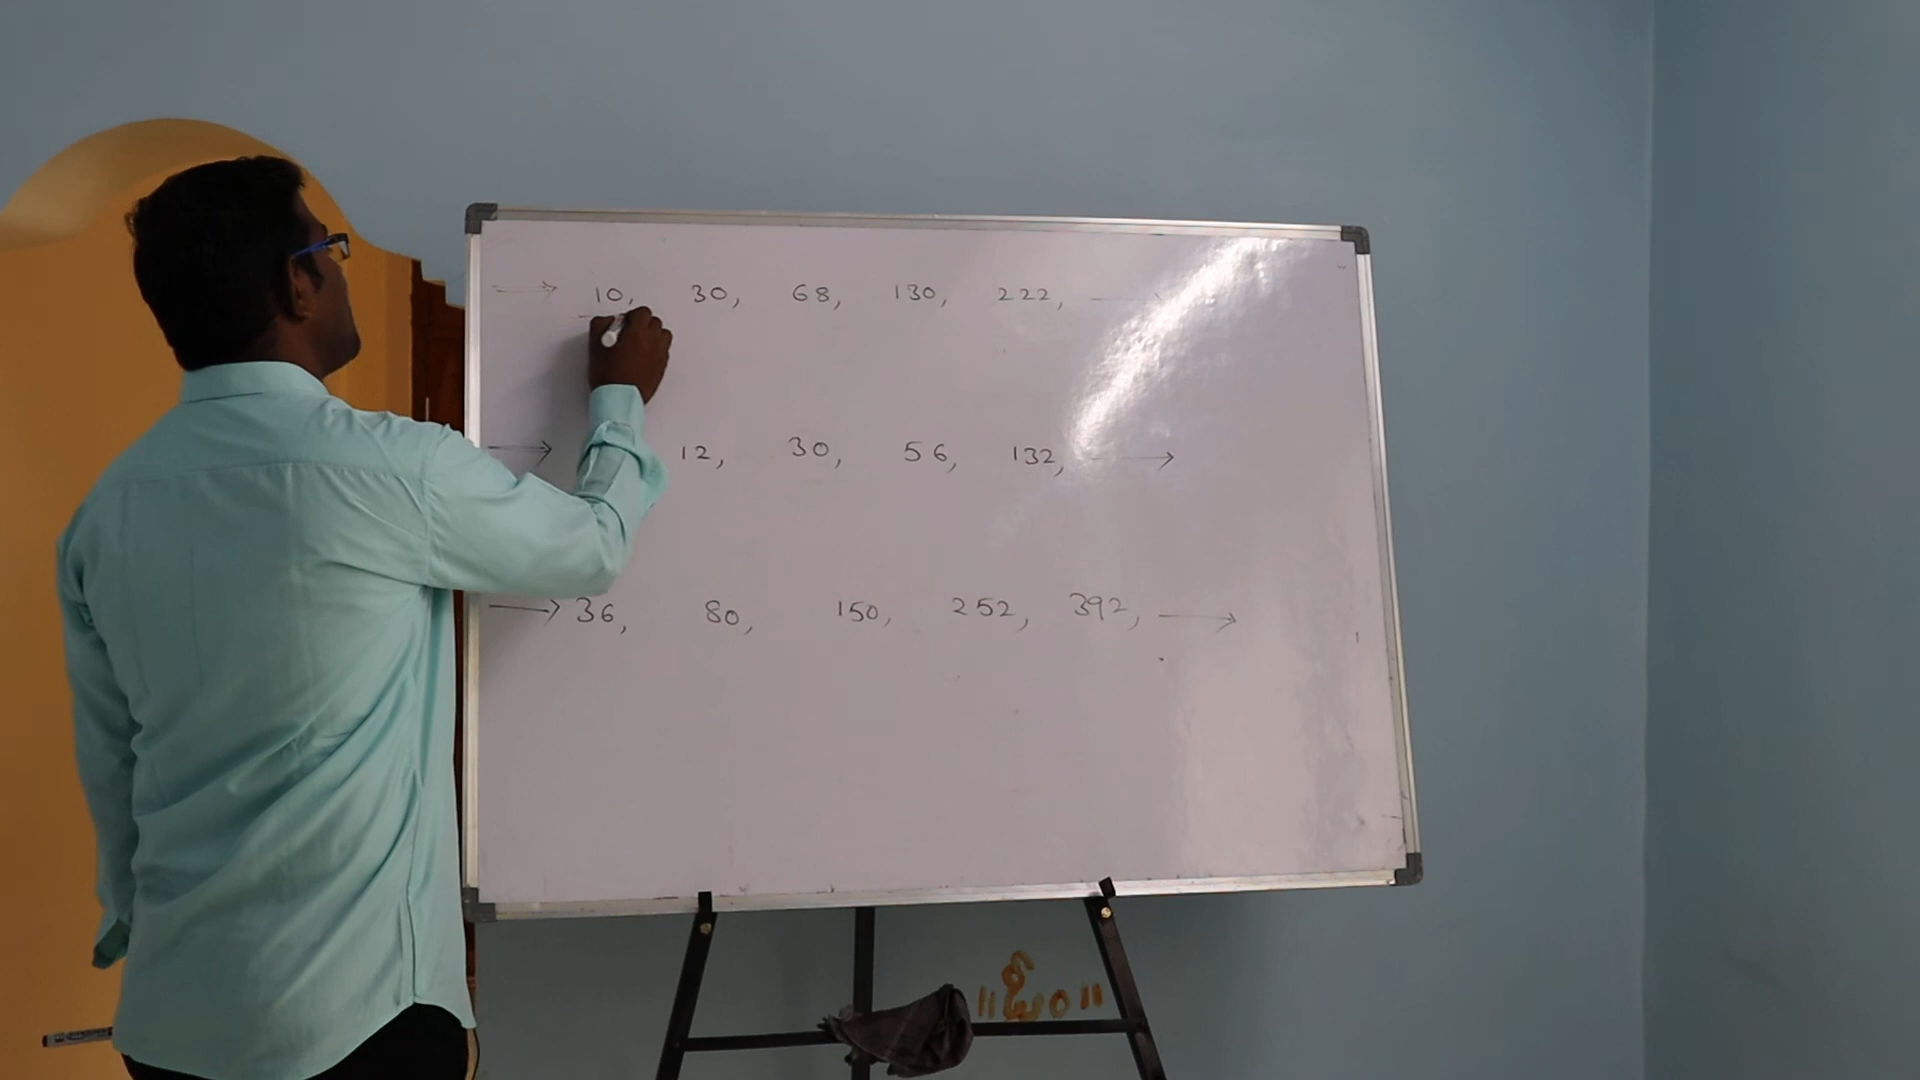 ⟹ 10, 30, 68, 130, 222, →
→ 12, 30, 56, 132, →
→ 36, 80, 150, 252, 392, →